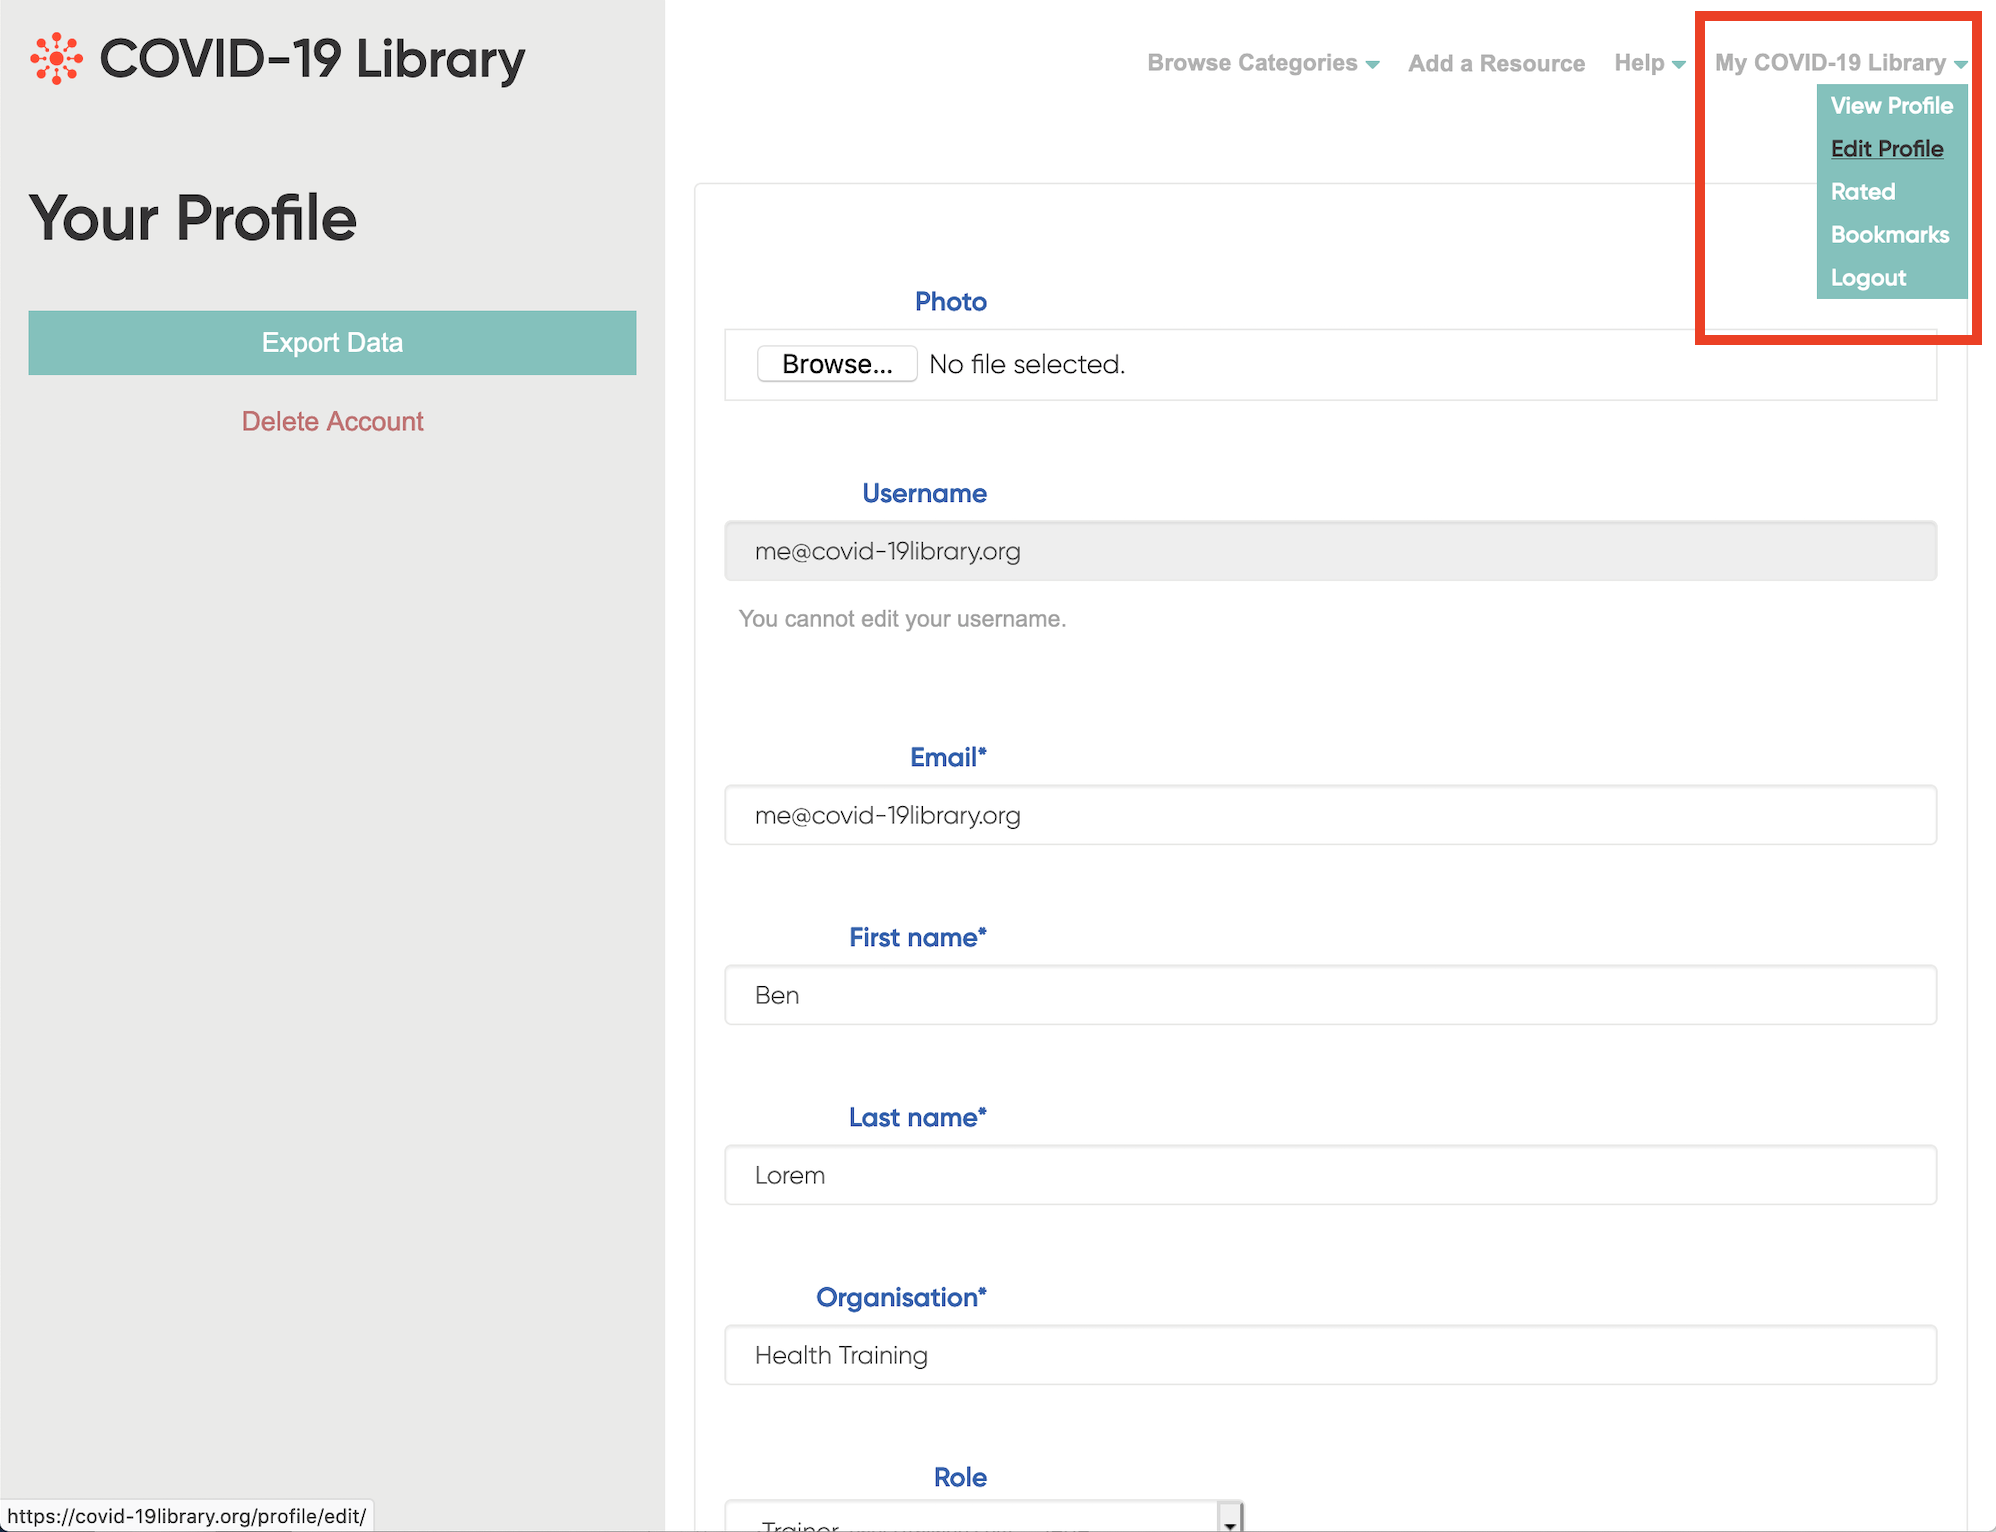 COVID-19 Library
Browse Categories Add a Resource Help My COVID-19 Library
View Profile
Edit Profile
Rated
Bookmarks
Logout
Your Profile
Export Data
Delete Account
Photo
Browse... No file selected.
Username
me@covid-19library.org
You cannot edit your username.
Email*
me@covid-19library.org
First name*
Ben
Last name*
Lorem
Organisation*
Health Training
Role
Trainer
https://covid-19library.org/profile/edit/